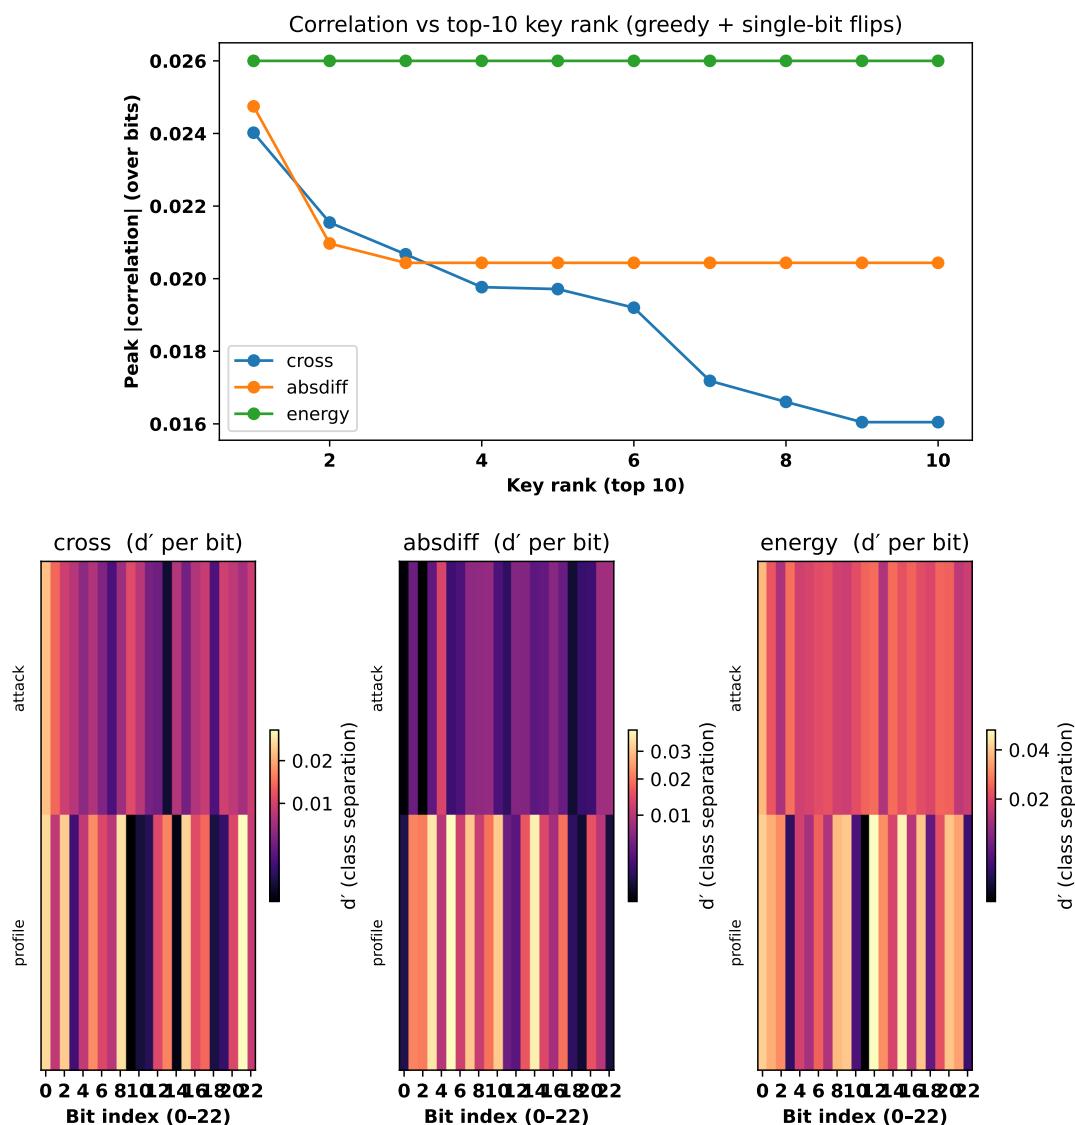 Correlation vs top-10 key rank (greedy + single-bit flips)
Peak |correlation| (over bits)
0.026
0.024
0.022
0.020
0.018
0.016
cross
absdiff
energy
2 4 6 8 10
Key rank (top 10)
cross (d′ per bit)
attack
profile
0 2 4 6 8 10 12 14 16 18 20 22
Bit index (0–22)
0.02
0.01
d′ (class separation)
absdiff (d′ per bit)
attack
profile
0 2 4 6 8 10 12 14 16 18 20 22
Bit index (0–22)
0.03
0.02
0.01
d′ (class separation)
energy (d′ per bit)
attack
profile
0 2 4 6 8 10 12 14 16 18 20 22
Bit index (0–22)
0.04
0.02
d′ (class separation)